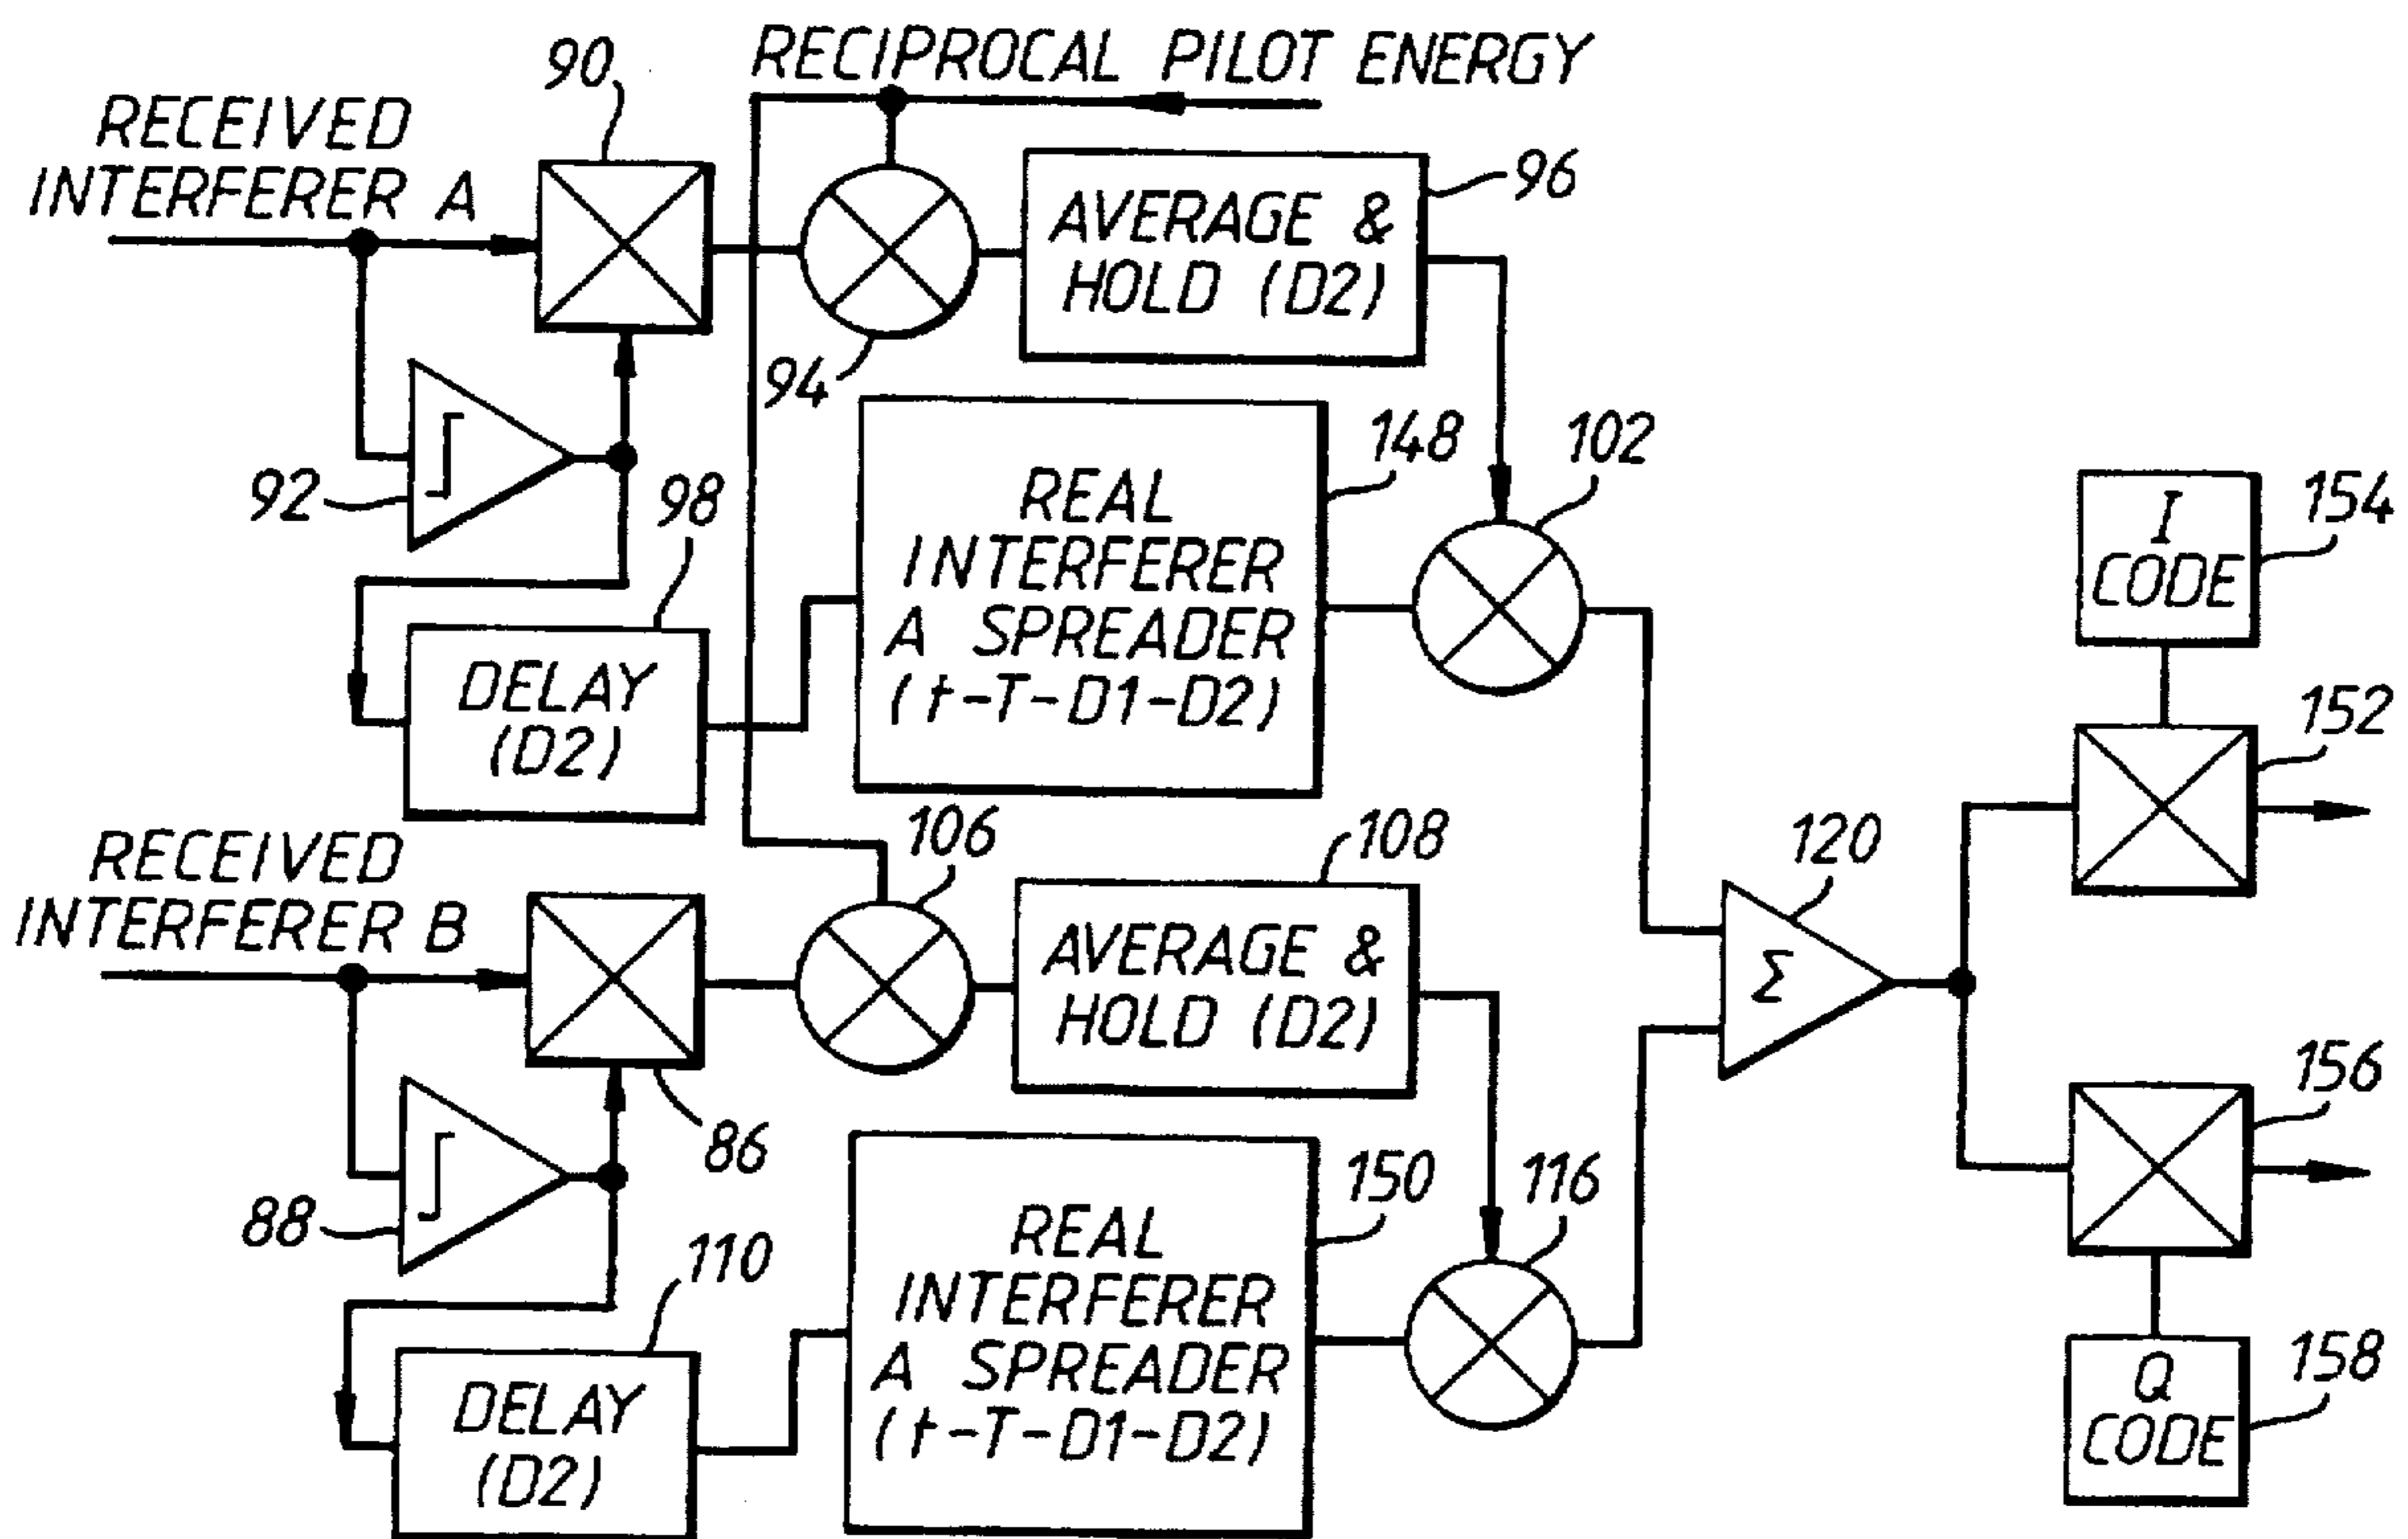 RECIPROCAL PILOT ENERGY
90
RECEIVED
INTERFERER A
96
AVERAGE &
HOLD (D2)
94
92
98
148
102
REAL
INTERFERER
A SPREADER
(t-T-D1-D2)
DELAY
(D2)
I
CODE
154
152
RECEIVED
INTERFERER B
106
108
120
AVERAGE &
HOLD (D2)
Σ
86
88
110
150
116
156
REAL
INTERFERER
A SPREADER
(t-T-D1-D2)
DELAY
(D2)
Q
CODE
158